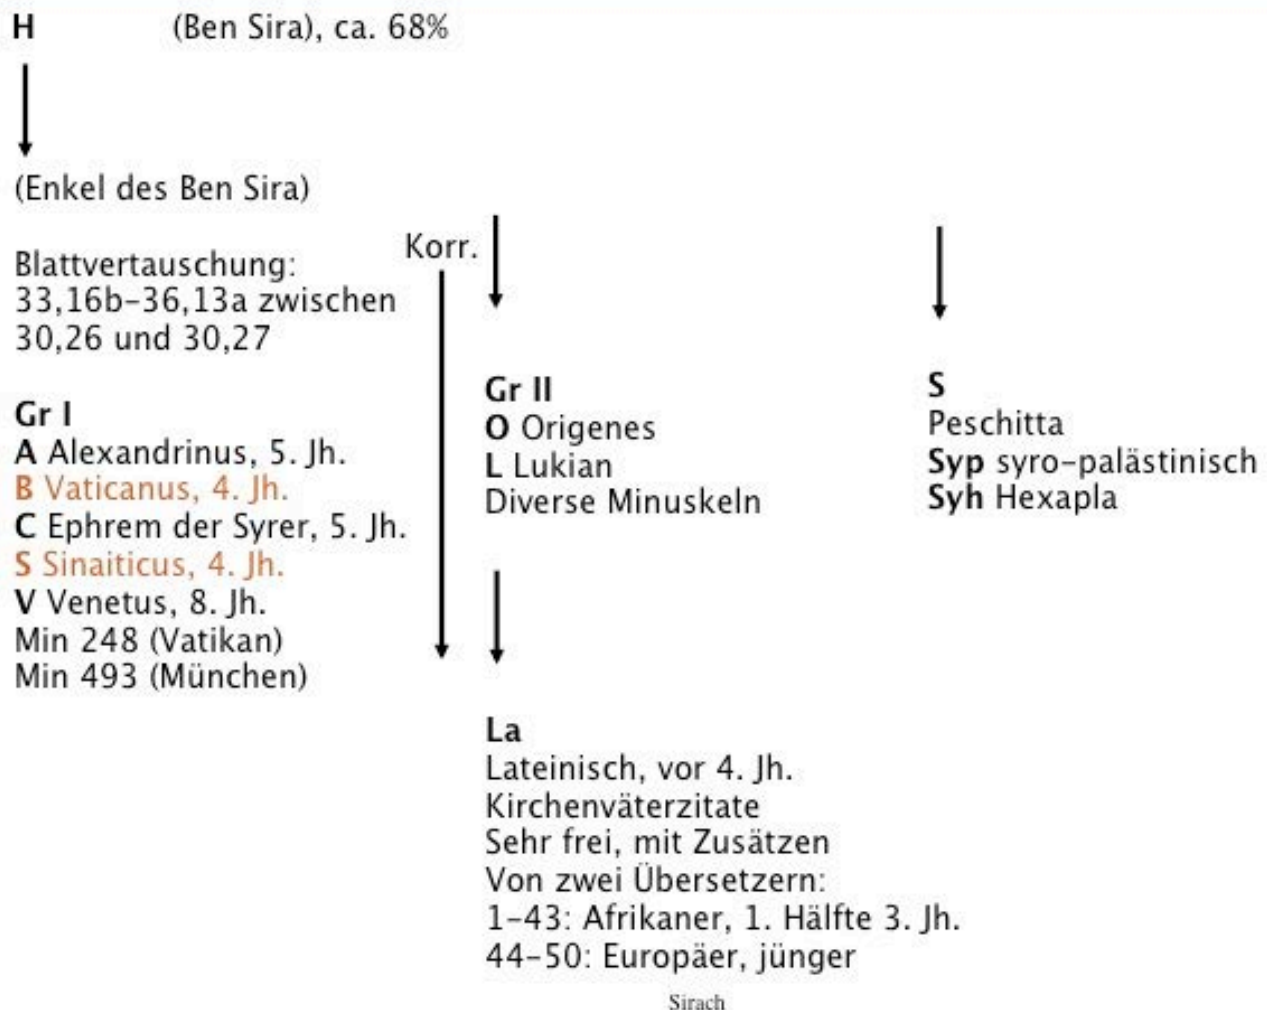 H (Ben Sira), ca. 68%
(Enkel des Ben Sira)
Blattvertauschung:
33,16b–36,13a zwischen
30,26 und 30,27
Gr I
A Alexandrinus, 5. Jh.
B Vaticanus, 4. Jh.
C Ephrem der Syrer, 5. Jh.
S Sinaiticus, 4. Jh.
V Venetus, 8. Jh.
Min 248 (Vatikan)
Min 493 (München)
Korr.
Gr II
O Origenes
L Lukian
Diverse Minuskeln
La
Lateinisch, vor 4. Jh.
Kirchenväterzitate
Sehr frei, mit Zusätzen
Von zwei Übersetzern:
1–43: Afrikaner, 1. Hälfte 3. Jh.
44–50: Europäer, jünger
S
Peschitta
Syp syro-palästinisch
Syh Hexapla
Sirach